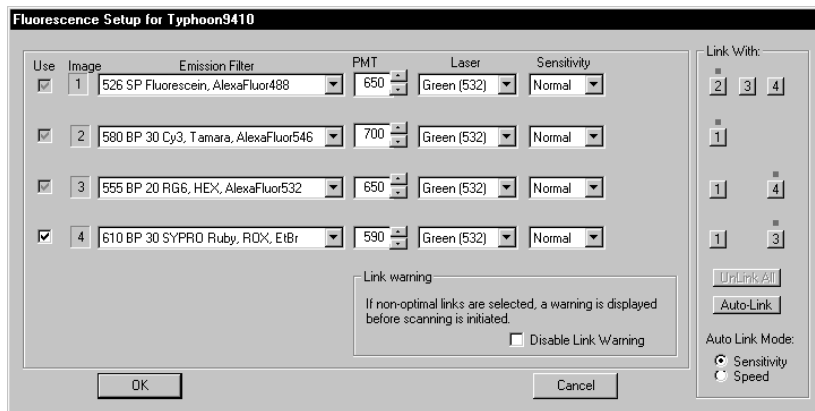 Fluorescence Setup for Typhoon9410
Use Image Emission Filter PMT Laser Sensitivity Link With:
1 526 SP Fluorescein, AlexaFluor488 650 Green (532) Normal 2 3 4
2 580 BP 30 Cy3, Tamara, AlexaFluor546 700 Green (532) Normal 1
3 555 BP 20 RG6, HEX, AlexaFluor532 650 Green (532) Normal 1 4
4 610 BP 30 SYPRO Ruby, ROX, EtBr 590 Green (532) Normal 1 3
Link warning
If non-optimal links are selected, a warning is displayed
before scanning is initiated.
Disable Link Warning
UnLink All
Auto-Link
Auto Link Mode:
Sensitivity
Speed
OK Cancel